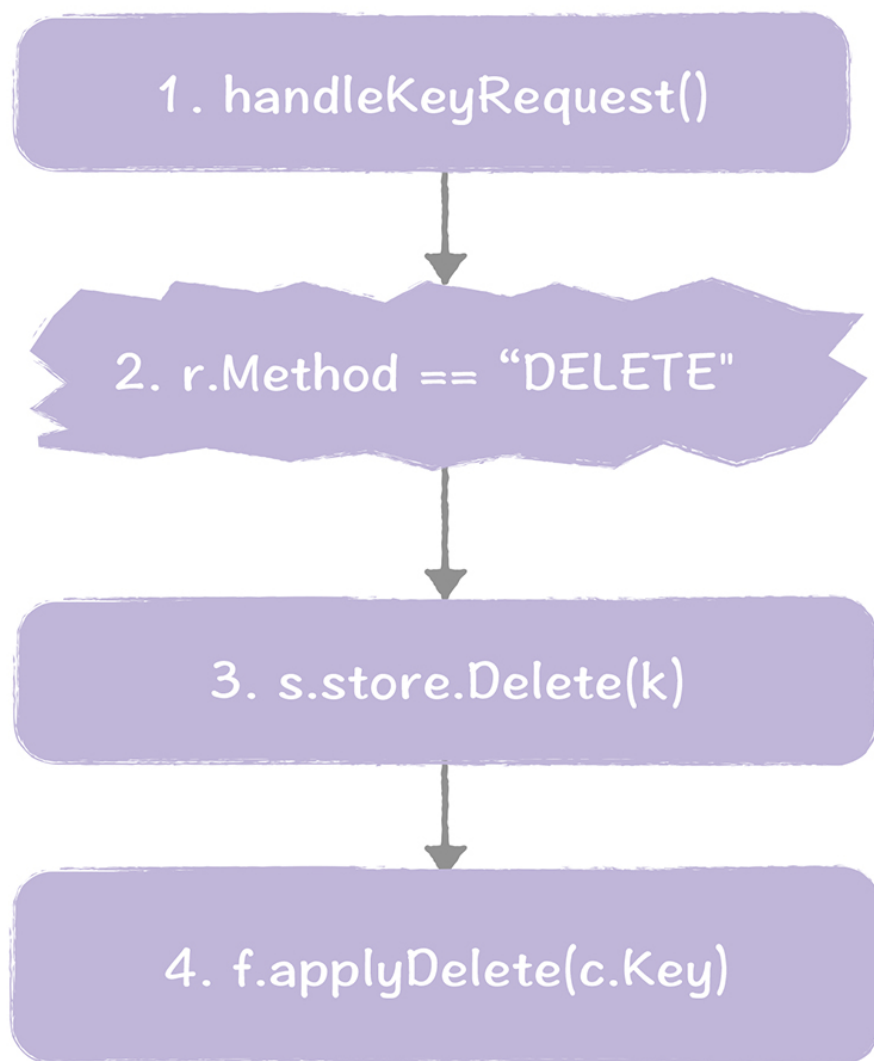 1. handleKeyRequest()
2. r.Method == “DELETE"
3. s.store.Delete(k)
4. f.applyDelete(c.Key)